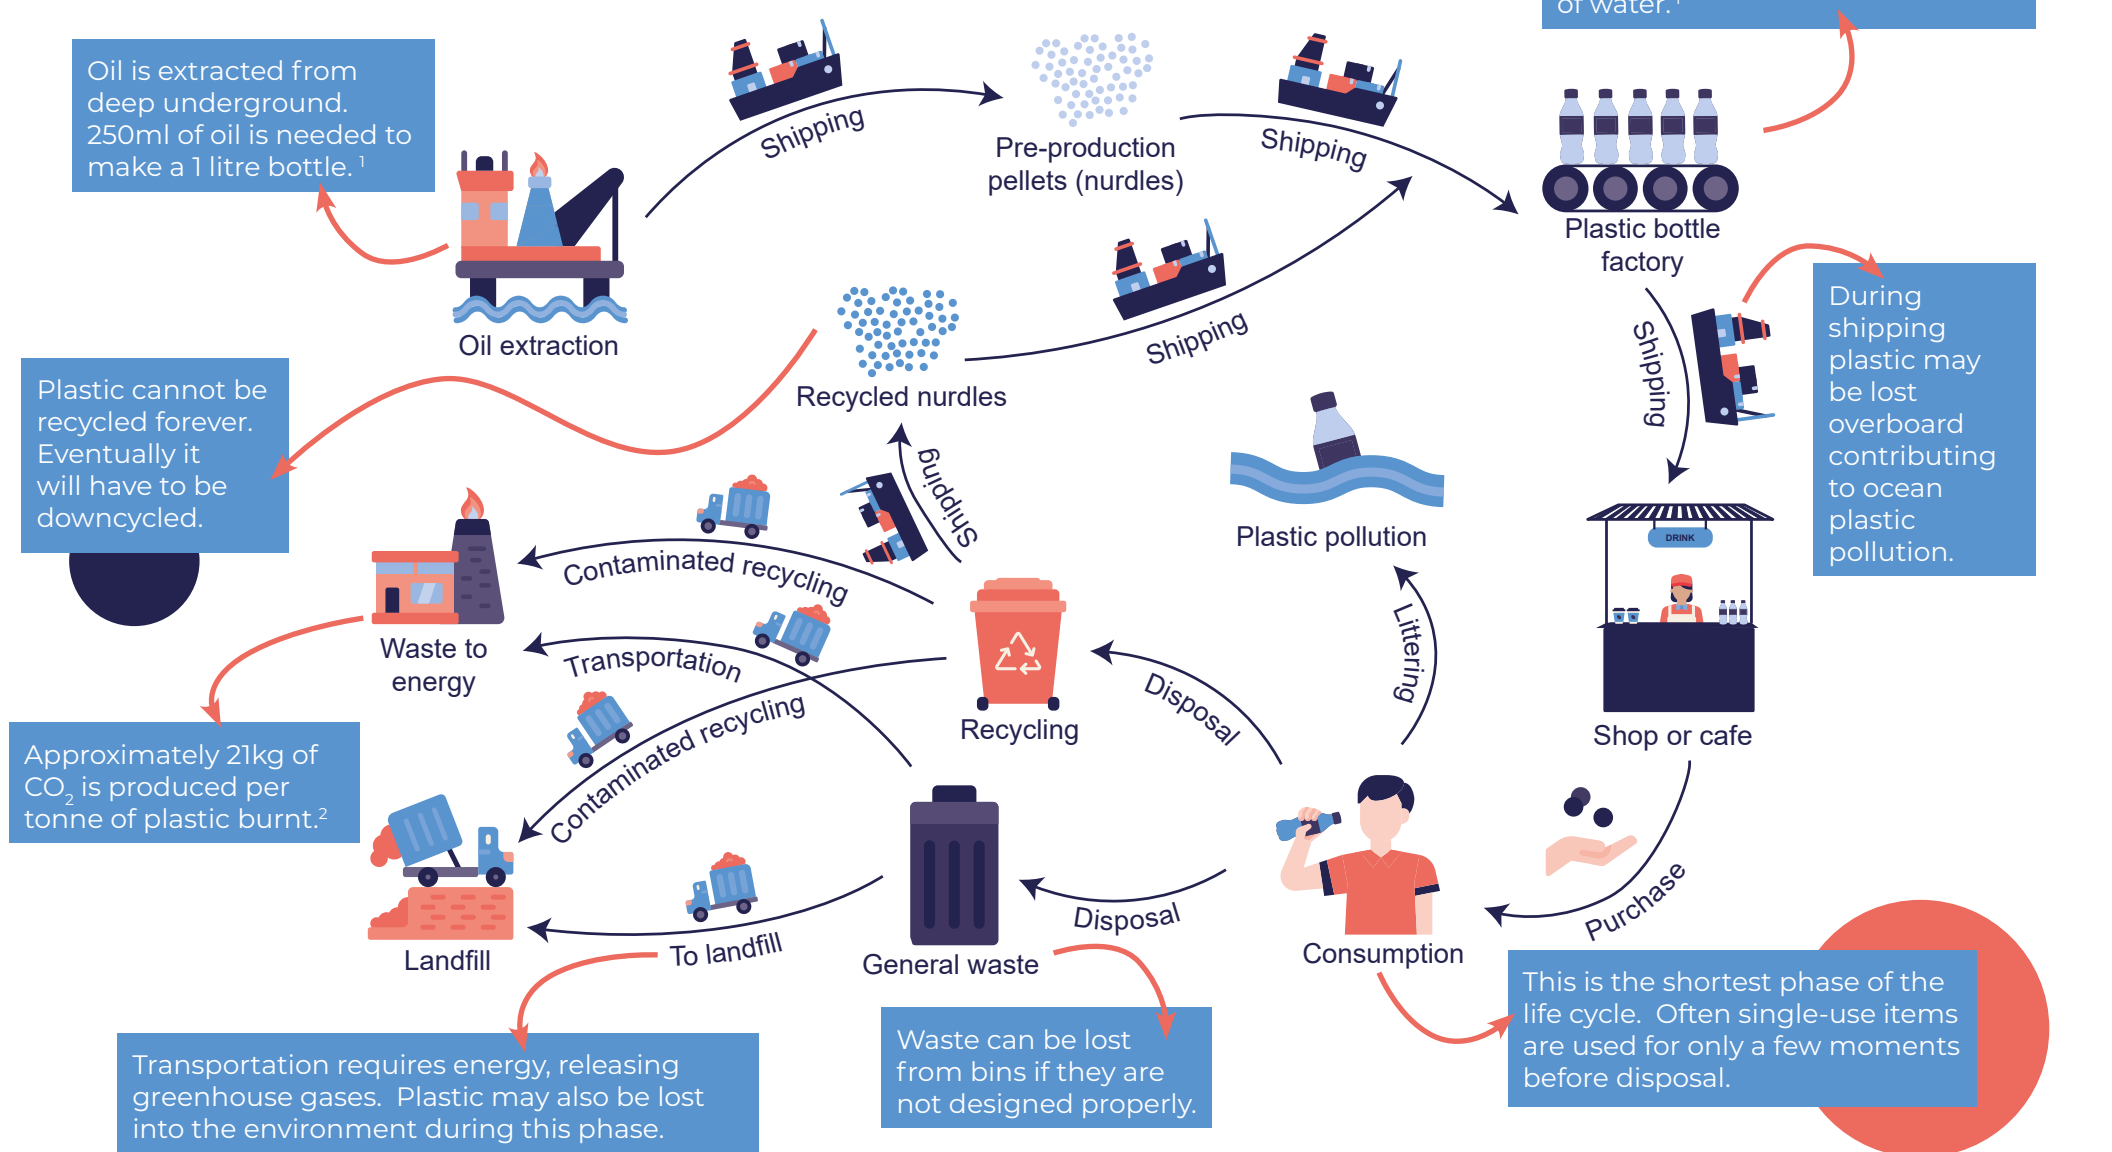 of water.¹
Oil is extracted from
deep underground.
250ml of oil is needed to
make a 1 litre bottle. ¹
Shipping
Pre-production
pellets (nurdles)
Shipping
Plastic bottle
factory
Oil extraction
Recycled nurdles
Shipping
Shipping
During
shipping
plastic may
be lost
overboard
contributing
to ocean
plastic
pollution.
Plastic cannot be
recycled forever.
Eventually it
will have to be
downcycled.
Shipping
Plastic pollution
DRINK
Contaminated recycling
Waste to
energy
Transportation
Contaminated recycling
Recycling
Disposal
Littering
Shop or cafe
Approximately 21kg of
CO₂ is produced per
tonne of plastic burnt.²
Landfill
To landfill
General waste
Disposal
Consumption
Purchase
Transportation requires energy, releasing
greenhouse gases.  Plastic may also be lost
into the environment during this phase.
Waste can be lost
from bins if they are
not designed properly.
This is the shortest phase of the
life cycle.  Often single-use items
are used for only a few moments
before disposal.